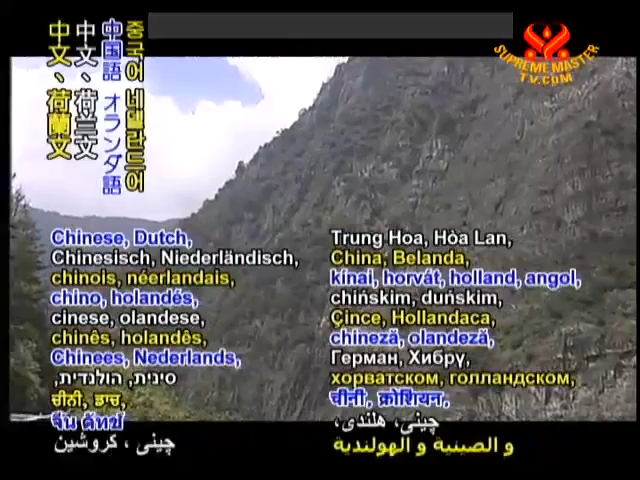 중국어 네덜란드어
中国語 オランダ語
中文、荷兰文
中文、荷蘭文
SUPREME MASTER
TV.COM
Chinese, Dutch,
Chinesisch, Niederländisch,
chinois, néerlandais,
chino, holandés,
cinese, olandese,
chinês, holandês,
Chinees, Nederlands,
סינית, הולנדית,
ਚੀਨੀ, ਡਾਚ,
จีน ดัทช์
چینی ، کروشین
Trung Hoa, Hòa Lan,
China, Belanda,
kínai, horvát, holland, angol,
chińskim, duńskim,
Çince, Hollandaca,
chineză, olandeză,
Герман, Хибрү,
хорватском, голландском,
चीनी, क्रोशियन,
چینی، هلندی،
و الصينية و الهولندية